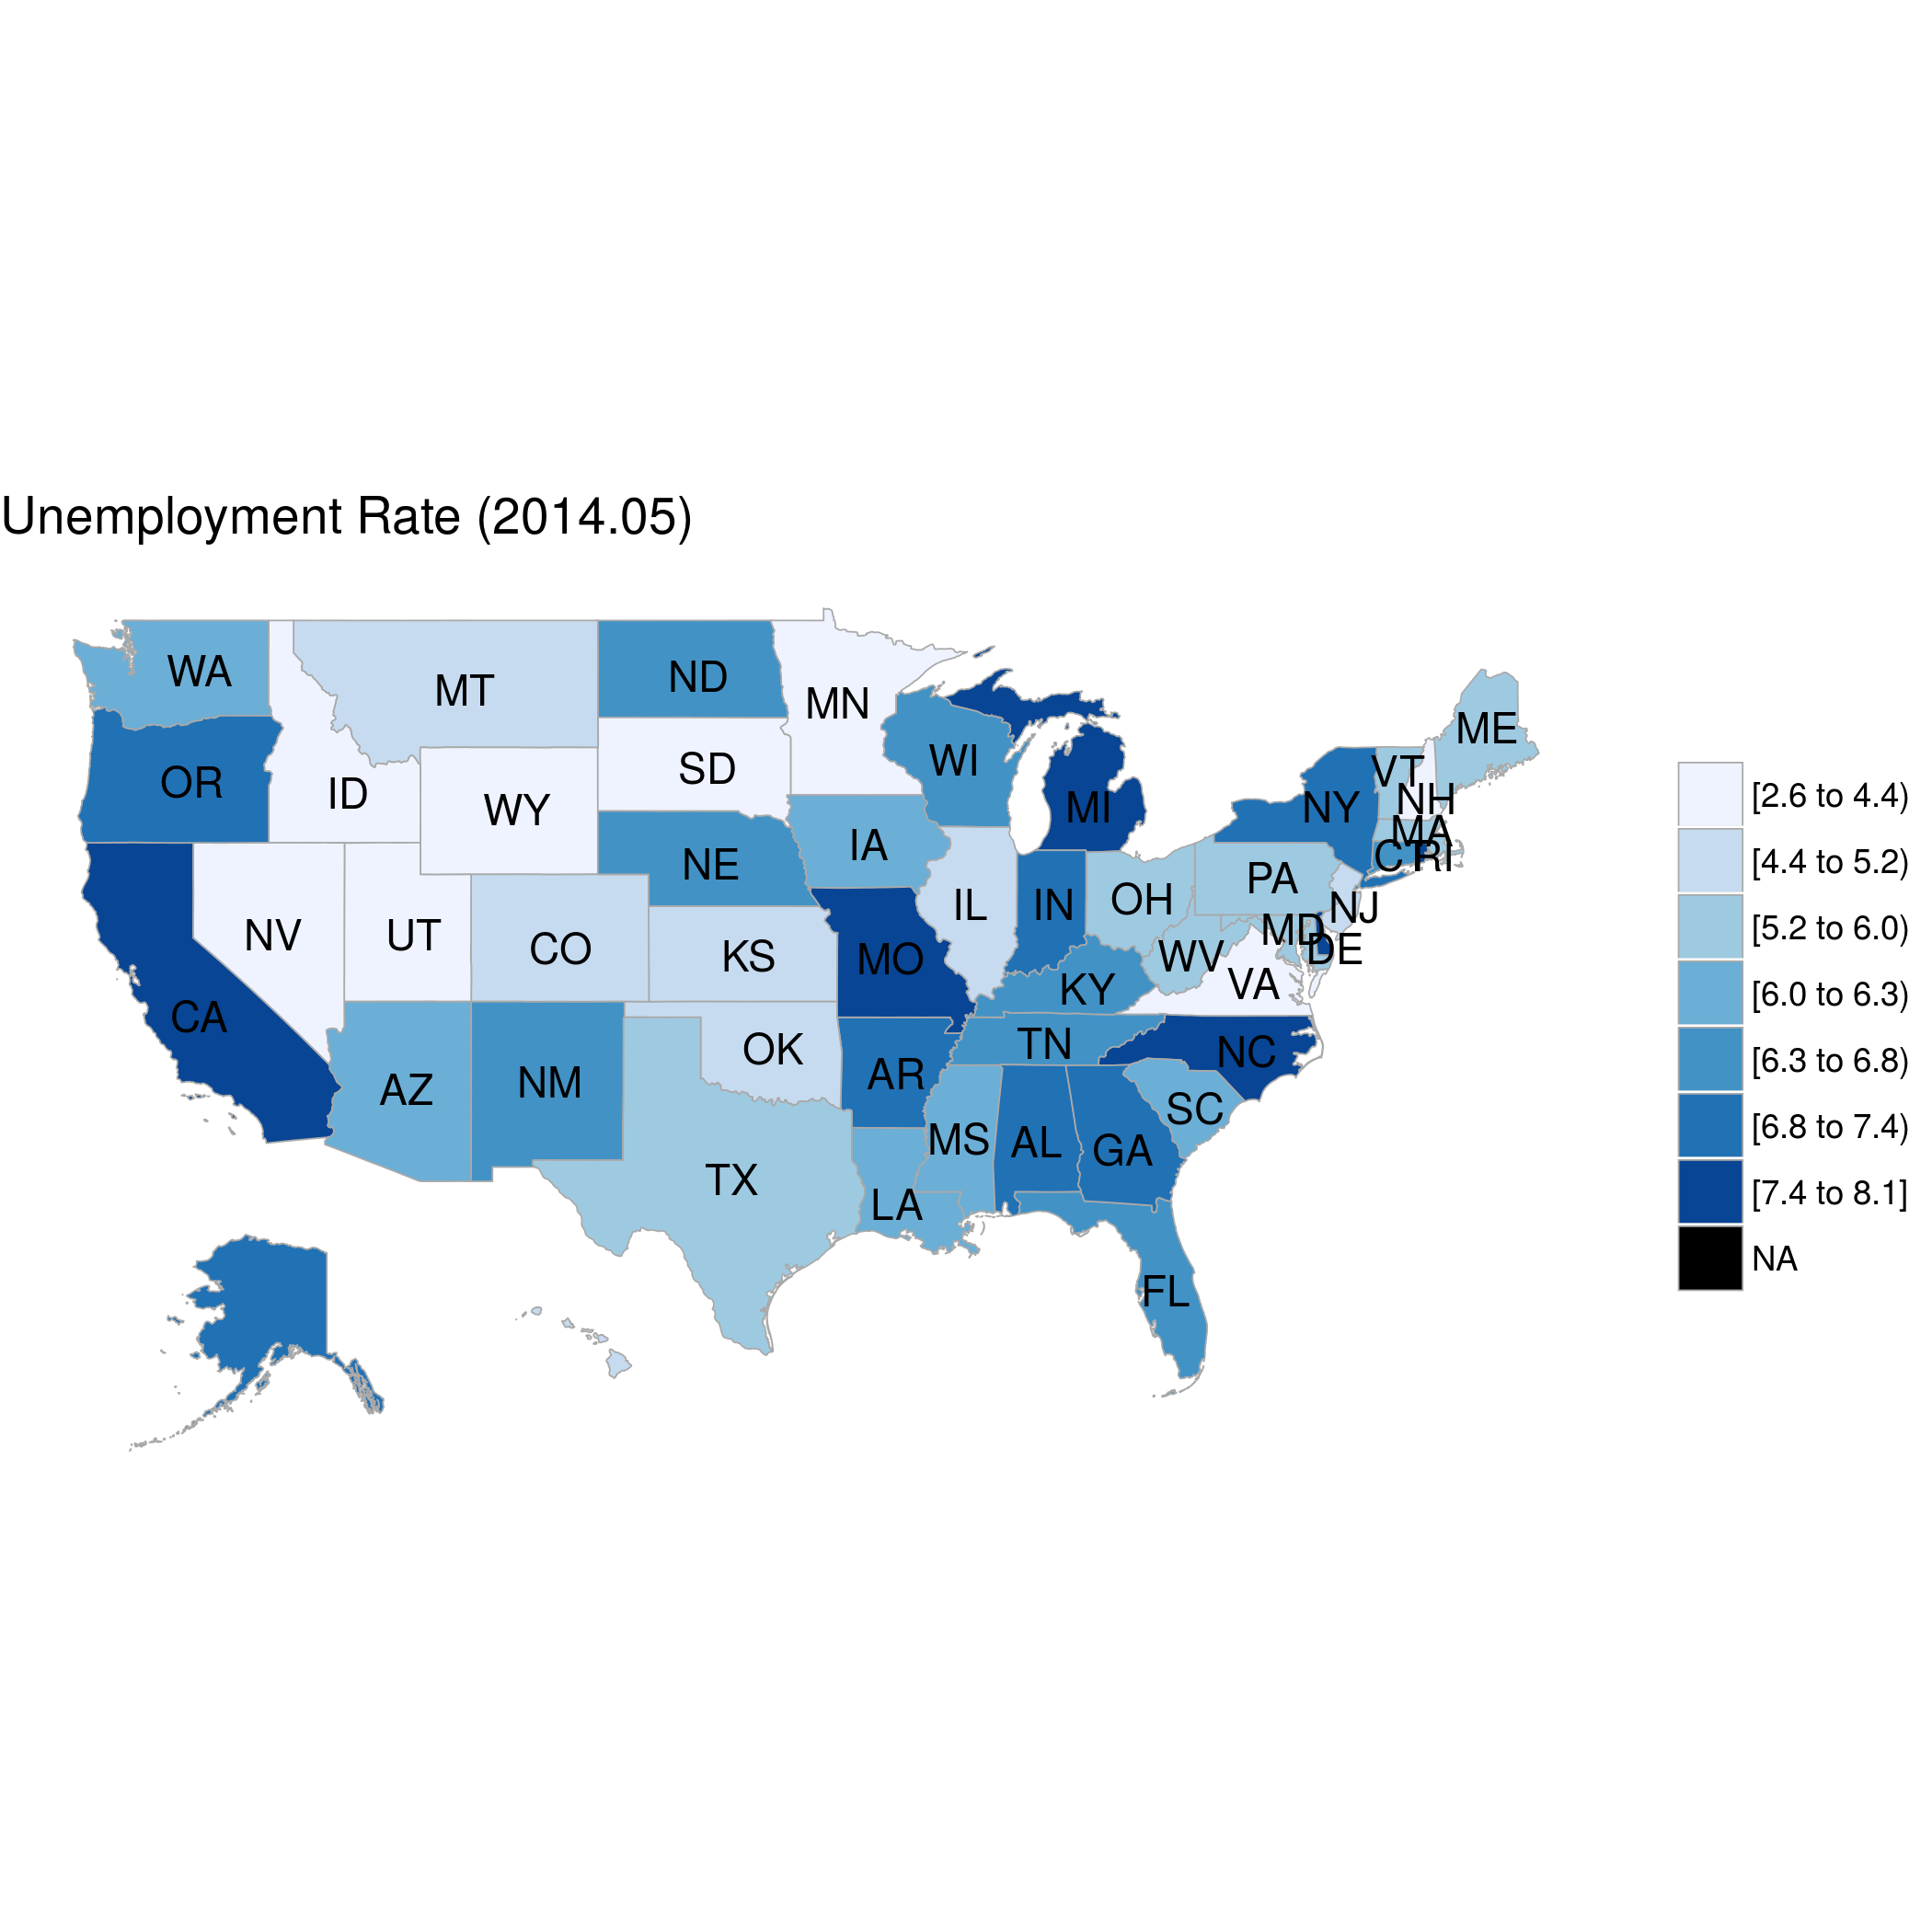 Unemployment Rate (2014.05)
WA
MT
ND
MN
ME
OR
ID
WY
SD
WI
MI
VT
NH
NY
MA
CT
RI
NE
IA
PA
NV
UT
CO
KS
MO
IL
IN
OH
NJ
MD
DE
WV
VA
KY
CA
AZ
NM
OK
AR
TN
NC
SC
TX
LA
MS
AL
GA
FL
[2.6 to 4.4)
[4.4 to 5.2)
[5.2 to 6.0)
[6.0 to 6.3)
[6.3 to 6.8)
[6.8 to 7.4)
[7.4 to 8.1]
NA